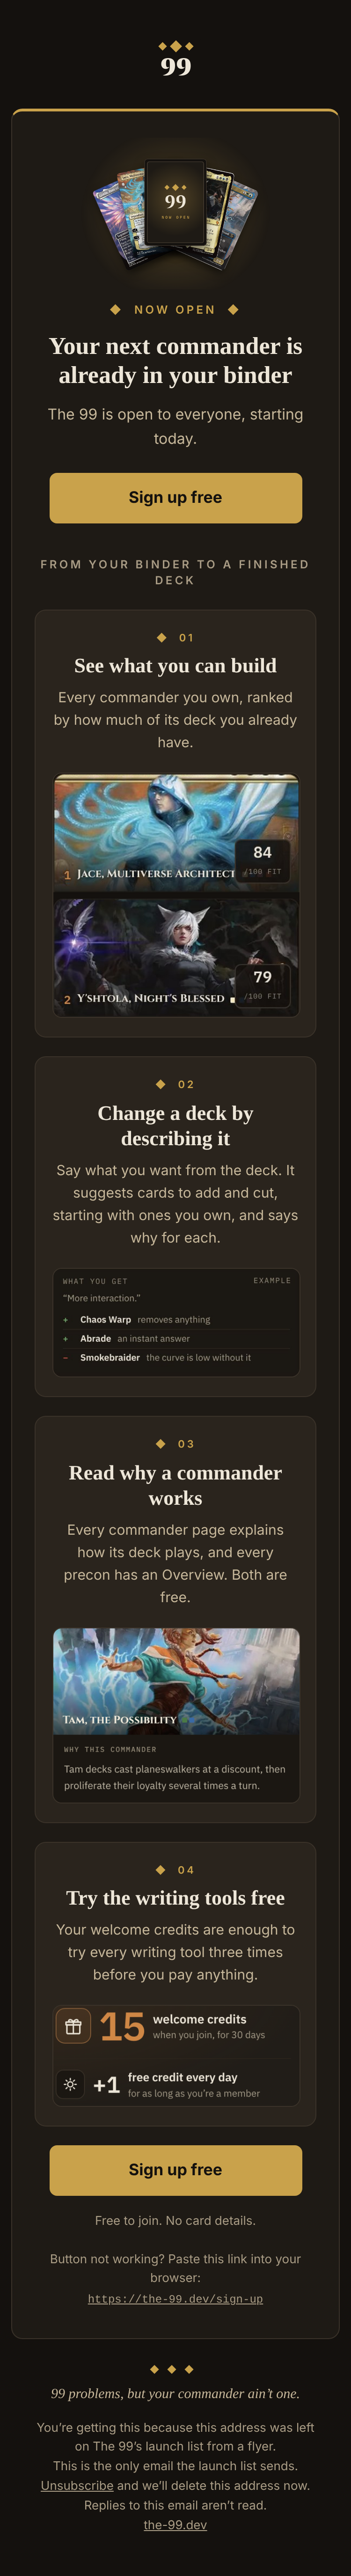 99
99
NOW OPEN
NOW OPEN
Your next commander is
already in your binder
The 99 is open to everyone, starting
today.
Sign up free
FROM YOUR BINDER TO A FINISHED
DECK
01
See what you can build
Every commander you own, ranked
by how much of its deck you already
have.
84
/100 FIT
1 JACE, MULTIVERSE ARCHITECT
79
/100 FIT
2 Y'SHTOLA, NIGHT'S BLESSED
02
Change a deck by
describing it
Say what you want from the deck. It
suggests cards to add and cut,
starting with ones you own, and says
why for each.
WHAT YOU GET EXAMPLE
“More interaction.”
+ Chaos Warp removes anything
+ Abrade an instant answer
− Smokebraider the curve is low without it
03
Read why a commander
works
Every commander page explains
how its deck plays, and every
precon has an Overview. Both are
free.
TAM, THE POSSIBILITY
WHY THIS COMMANDER
Tam decks cast planeswalkers at a discount, then
proliferate their loyalty several times a turn.
04
Try the writing tools free
Your welcome credits are enough to
try every writing tool three times
before you pay anything.
15 welcome credits
when you join, for 30 days
+1 free credit every day
for as long as you’re a member
Sign up free
Free to join. No card details.
Button not working? Paste this link into your
browser:
https://the-99.dev/sign-up
99 problems, but your commander ain’t one.
You’re getting this because this address was left
on The 99’s launch list from a flyer.
This is the only email the launch list sends.
Unsubscribe and we’ll delete this address now.
Replies to this email aren’t read.
the-99.dev